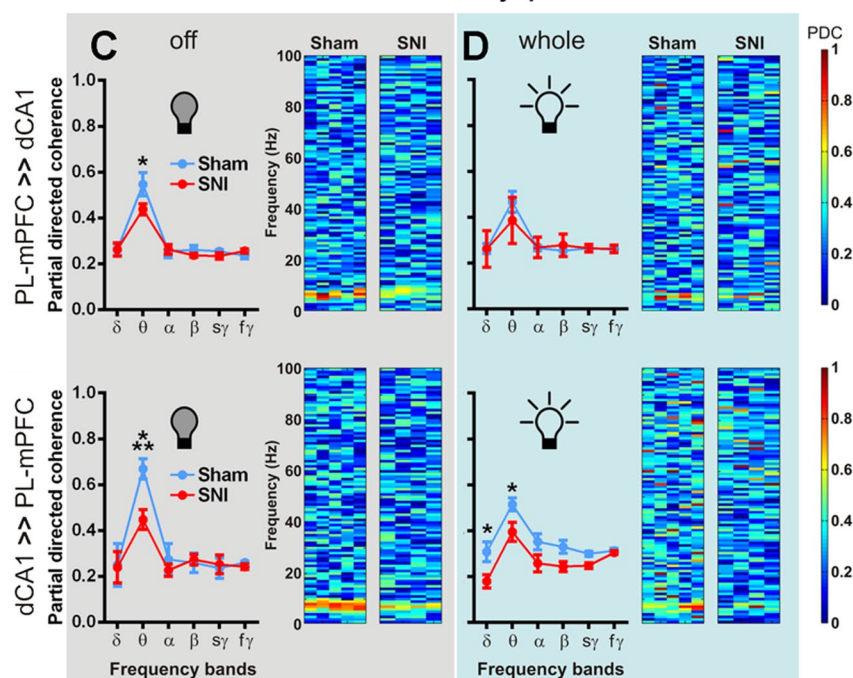 C off Sham SNI D whole Sham SNI PDC
PL-mPFC >> dCA1
Partial directed coherence
1.0
0.8
0.6
0.4
0.2
0.0
*
Sham
SNI
δ θ α β sγ fγ
Frequency (Hz)
100
80
60
40
20
0
δ θ α β sγ fγ
1
0.8
0.6
0.4
0.2
0
dCA1 >> PL-mPFC
Partial directed coherence
1.0
0.8
0.6
0.4
0.2
0.0
*
**
Sham
SNI
δ θ α β sγ fγ
Frequency bands
Frequency (Hz)
100
80
60
40
20
0
* *
δ θ α β sγ fγ
Frequency bands
1
0.8
0.6
0.4
0.2
0